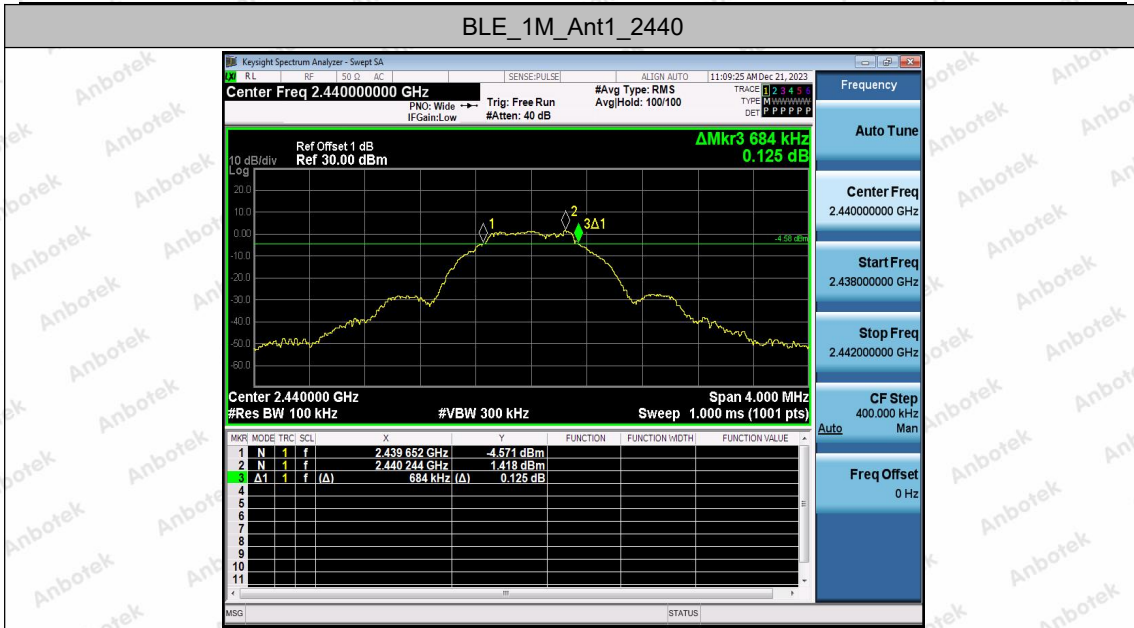 BLE_1M_Ant1_2440
Keysight Spectrum Analyzer - Swept SA
LXI RL RF 50 Ω AC SENSE:PULSE ALIGN AUTO 11:09:25 AM Dec 21, 2023
Center Freq 2.440000000 GHz
PNO: Wide
IFGain:Low
Trig: Free Run
#Atten: 40 dB
#Avg Type: RMS
Avg|Hold: 100/100
TRACE 1 2 3 4 5 6
TYPE M WWWWW
DET P P P P P P
ΔMkr3 684 kHz
0.125 dB
Ref Offset 1 dB
10 dB/div Ref 30.00 dBm
Log
20.0
10.0
0.00
-10.0
-20.0
-30.0
-40.0
-50.0
-60.0
1
2
3Δ1
-4.58 dBm
Center 2.440000 GHz Span 4.000 MHz
#Res BW 100 kHz #VBW 300 kHz Sweep 1.000 ms (1001 pts)
MKR MODE TRC SCL X Y FUNCTION FUNCTION WIDTH FUNCTION VALUE
1 N 1 f 2.439 652 GHz -4.571 dBm
2 N 1 f 2.440 244 GHz 1.418 dBm
3 Δ1 1 f (Δ) 684 kHz (Δ) 0.125 dB
4
5
6
7
8
9
10
11
MSG STATUS
Frequency
Auto Tune
Center Freq
2.440000000 GHz
Start Freq
2.438000000 GHz
Stop Freq
2.442000000 GHz
CF Step
400.000 kHz
Auto Man
Freq Offset
0 Hz
Anbotek